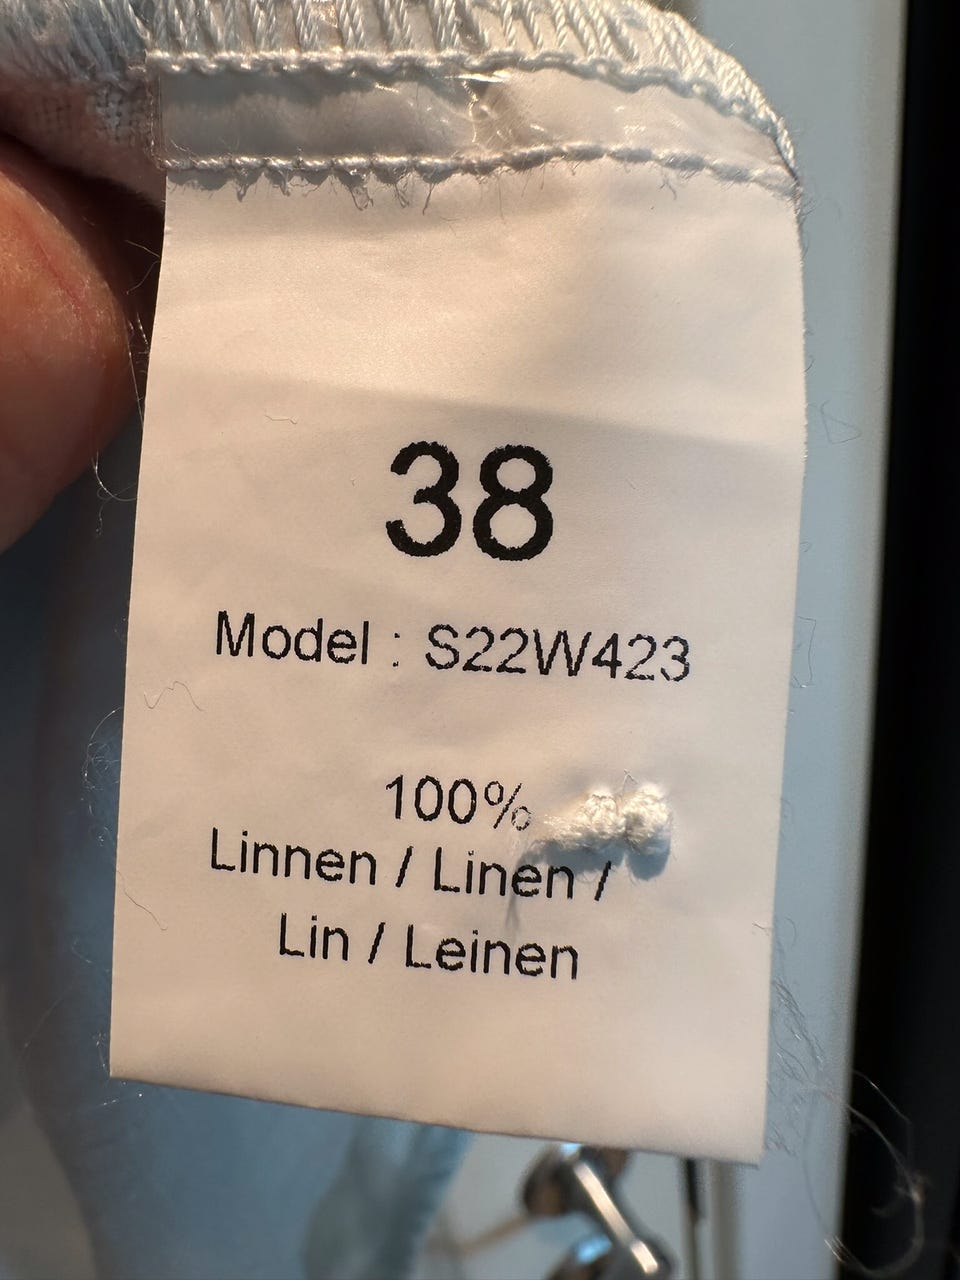 38
Model : S22W423
100%
Linnen / Linen /
Lin / Leinen